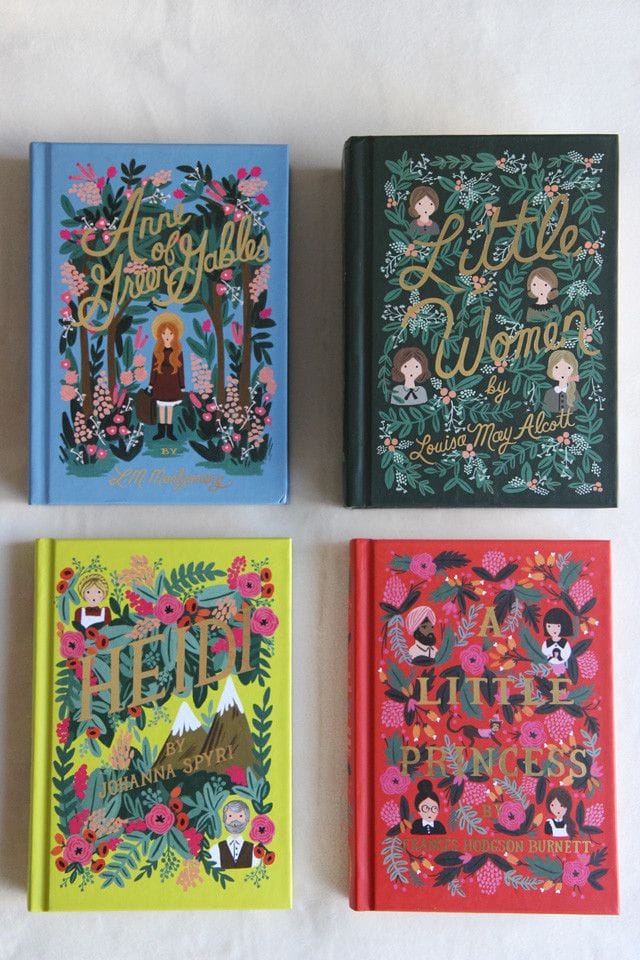 Anne
of
Green Gables
BY
L.M. Montgomery
Little
Women
by
Louisa May Alcott
HEIDI
BY
JOHANNA SPYRI
A
LITTLE
PRINCESS
BY
FRANCES HODGSON BURNETT